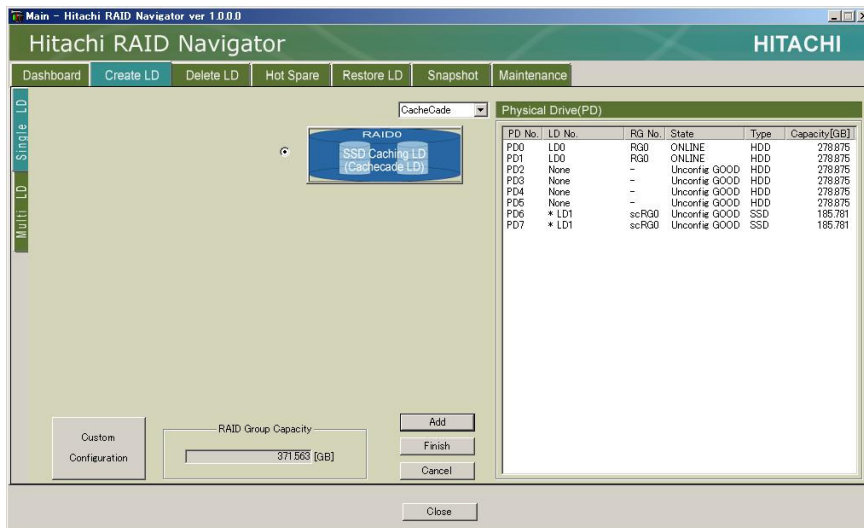 Main - Hitachi RAID Navigator ver 1.0.0.0
Hitachi RAID Navigator
HITACHI
Dashboard Create LD Delete LD Hot Spare Restore LD Snapshot Maintenance
Single LD
Multi LD
CacheCade
RAID0
SSD Caching LD
(Cachecade LD)
Custom
Configuration
RAID Group Capacity
371.563 [GB]
Add
Finish
Cancel
Physical Drive(PD)
PD No. LD No. RG No. State Type Capacity[GB]
PD0 LD0 RG0 ONLINE HDD 278.875
PD1 LD0 RG0 ONLINE HDD 278.875
PD2 None - Unconfig GOOD HDD 278.875
PD3 None - Unconfig GOOD HDD 278.875
PD4 None - Unconfig GOOD HDD 278.875
PD5 None - Unconfig GOOD HDD 278.875
PD6 * LD1 scRG0 Unconfig GOOD SSD 185.781
PD7 * LD1 scRG0 Unconfig GOOD SSD 185.781
Close